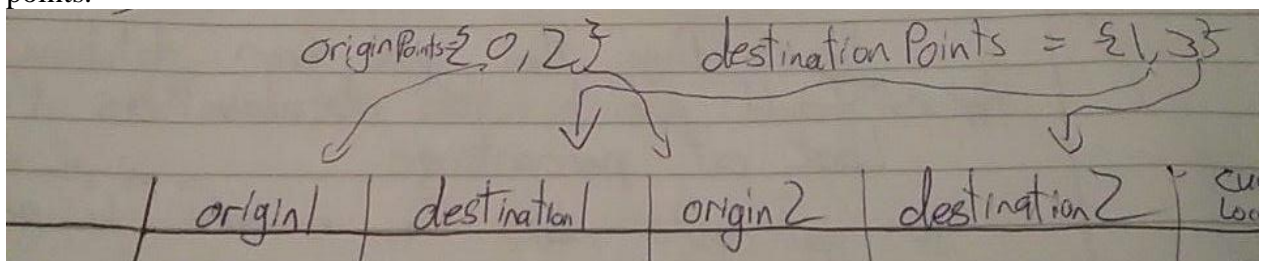 points.
originPoints={0,2} destination Points = {1,3}
origin1 destination1 origin2 destination2